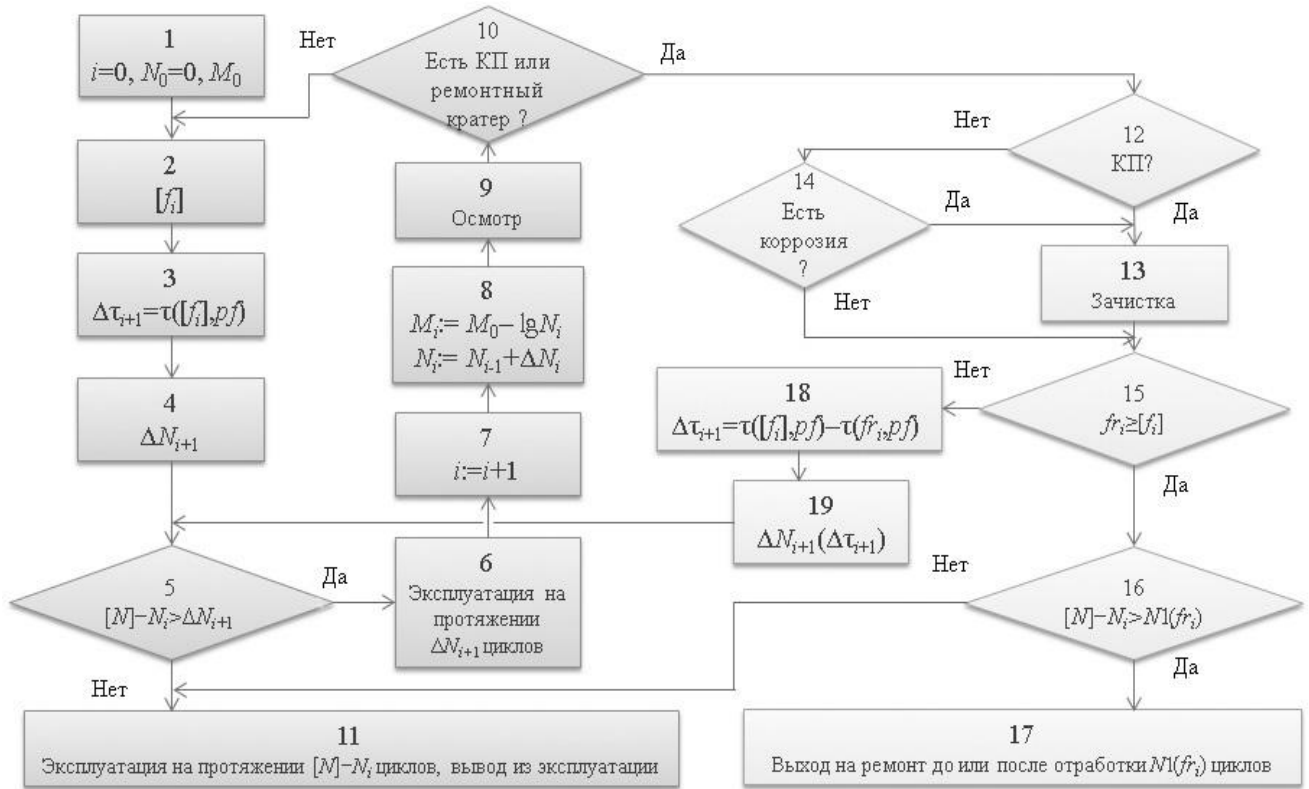 1
i=0, N₀=0, M₀
2
[fᵢ]
3
Δτᵢ₊₁=τ([fᵢ],pf)
4
ΔNᵢ₊₁
5
[N]−Nᵢ>ΔNᵢ₊₁
Да
Нет
6
Эксплуатация на
протяжении
ΔNᵢ₊₁ циклов
7
i:=i+1
8
Mᵢ:= M₀− lgNᵢ
Nᵢ:= Nᵢ₋₁+ΔNᵢ
9
Осмотр
10
Есть КП или
ремонтный
кратер ?
Нет
Да
11
Эксплуатация на протяжении [N]−Nᵢ циклов, вывод из эксплуатации
12
КП?
Нет
Да
13
Зачистка
14
Есть
коррозия
?
Да
Нет
15
frᵢ≥[fᵢ]
Нет
Да
16
[N]−Nᵢ>N1(frᵢ)
Нет
Да
17
Выход на ремонт до или после отработки N1(frᵢ) циклов
18
Δτᵢ₊₁=τ([fᵢ],pf)−τ(frᵢ,pf)
19
ΔNᵢ₊₁(Δτᵢ₊₁)